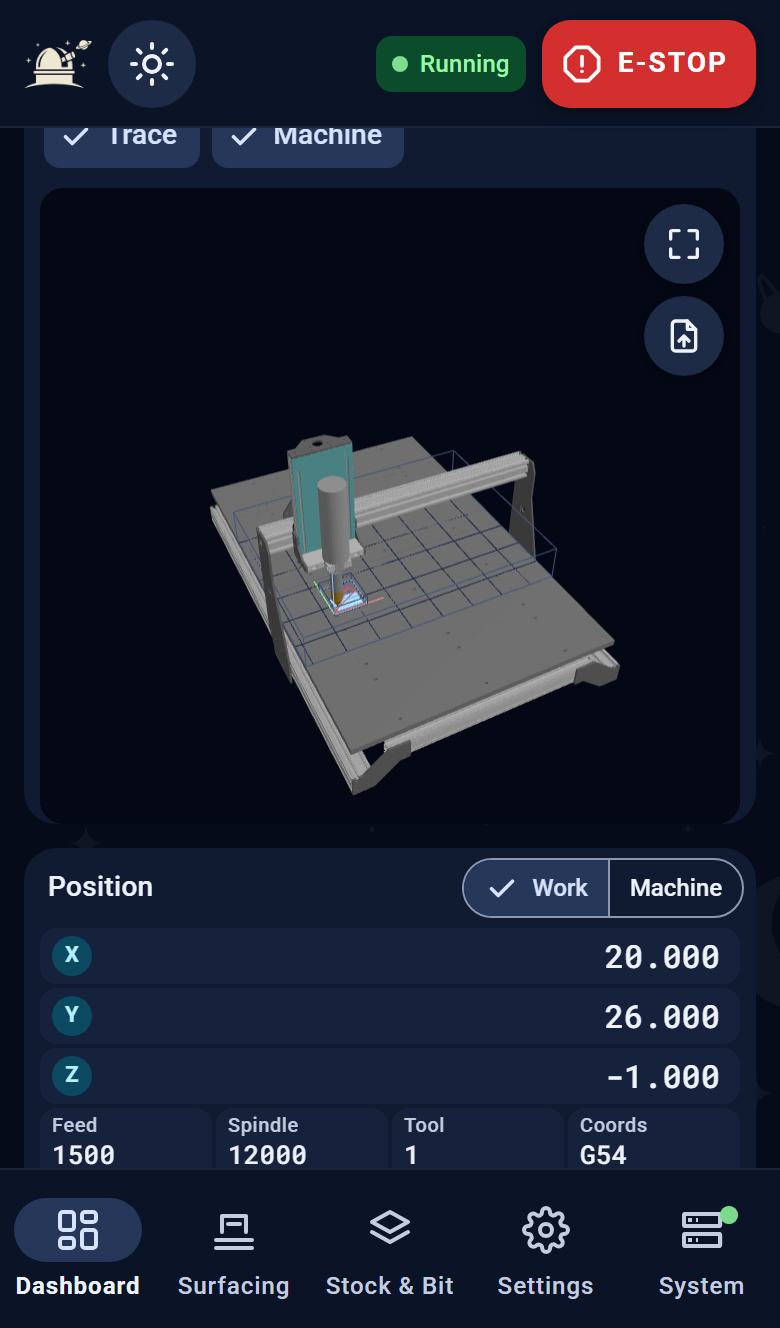 Running
E-STOP
Trace
Machine
Position
Work
Machine
X
20.000
Y
26.000
Z
-1.000
Feed
Spindle
Tool
Coords
1500
12000
1
G54
Dashboard
Surfacing
Stock & Bit
Settings
System